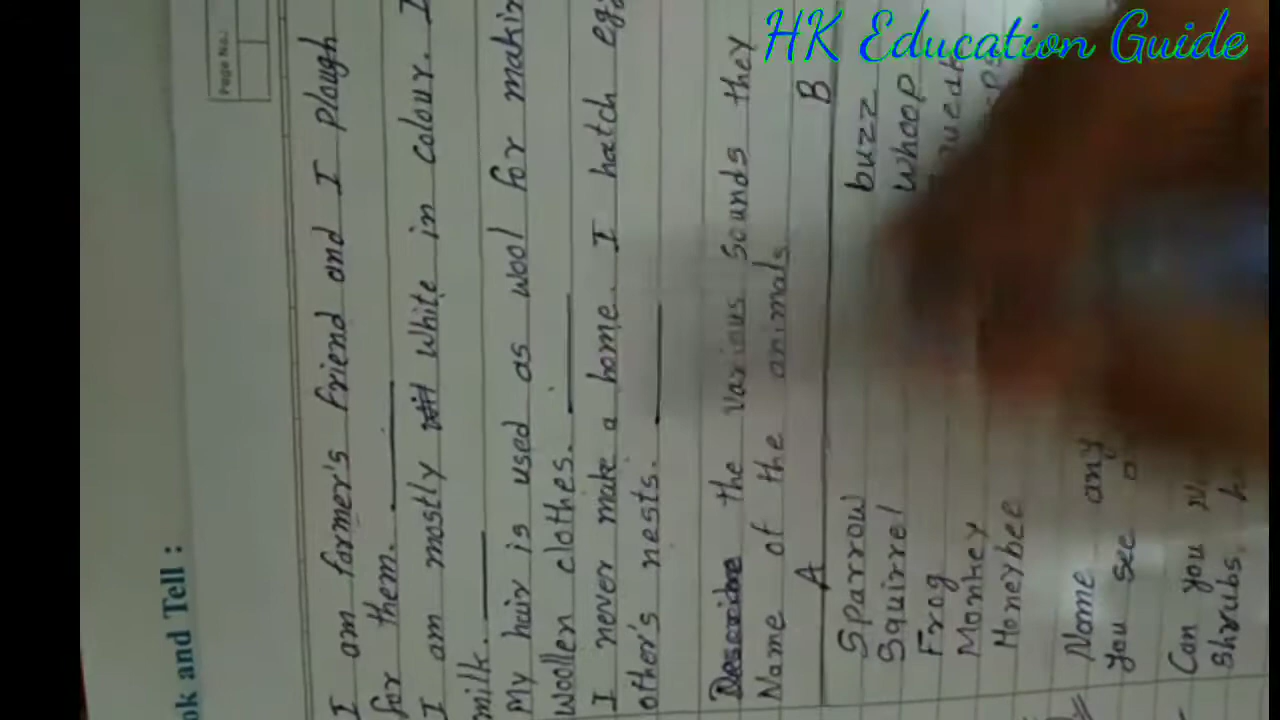 HK Education Guide
Page No.:
ok and Tell :
I am farmer's friend and I plough
for them.
I am mostly White in colour. I
milk.
My hair is used as wool for makin
Woollen clothes.
I never make a home. I hatch egg
other's nests.
the various sounds they
Name of the animals
A B
Sparrow buzz
Squirrel Whoop
Frog
Monkey
Honeybee
Name any
you see
Can you
Shrubs,